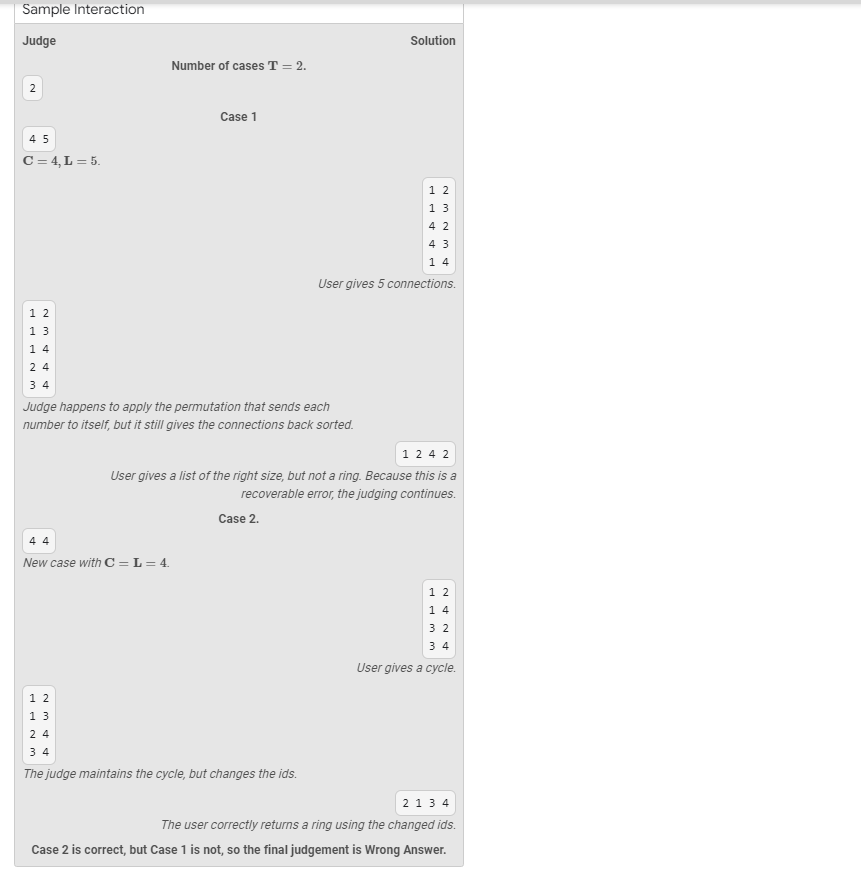 Sample Interaction
Judge
Solution
Number of cases T = 2.
2
Case 1
4 5
C = 4, L = 5.
1 2
1 3
4 2
4 3
1 4
User gives 5 connections.
1 2
1 3
1 4
2 4
3 4
Judge happens to apply the permutation that sends each
number to itself, but it still gives the connections back sorted.
1 2 4 2
User gives a list of the right size, but not a ring. Because this is a
recoverable error, the judging continues.
Case 2.
4 4
New case with C = L = 4.
1 2
1 4
3 2
3 4
User gives a cycle.
1 2
1 3
2 4
3 4
The judge maintains the cycle, but changes the ids.
2 1 3 4
The user correctly returns a ring using the changed ids.
Case 2 is correct, but Case 1 is not, so the final judgement is Wrong Answer.